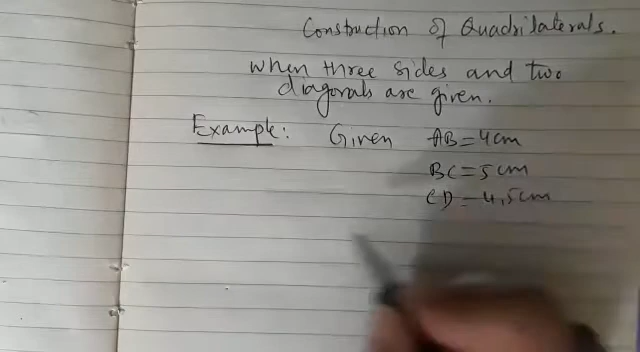 Construction of Quadrilaterals.
When three sides and two
diagonals are given.
Example: Given AB=4cm
BC=5cm
CD=4.5cm